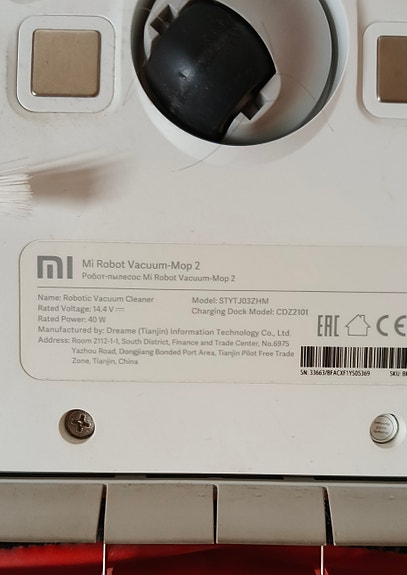 mi Mi Robot Vacuum-Mop 2
Робот-пылесос Mi Robot Vacuum-Mop 2
Name: Robotic Vacuum Cleaner Model: STYTJ03ZHM
Rated Voltage: 14.4 V Charging Dock Model: CDZ2101
Rated Power: 40 W
Manufactured by: Dreame (Tianjin) Information Technology Co., Ltd.
Address: Room 2112-1-1, South District, Finance and Trade Center, No.6975
Yazhou Road, Dongjiang Bonded Port Area, Tianjin Pilot Free Trade
Zone, Tianjin, China
EAC CE
SN: 33663/BFACXF1YS05369 SKU: